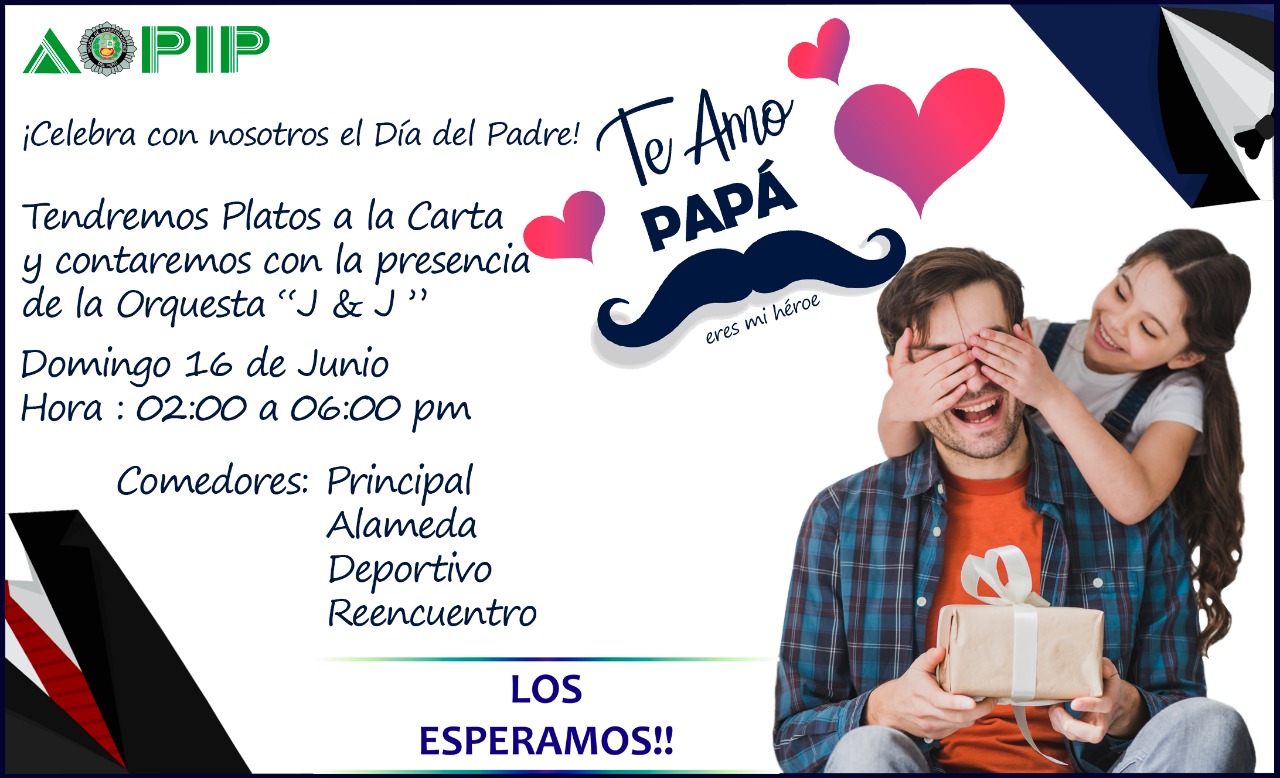 AOPIP
¡Celebra con nosotros el Día del Padre!
Tendremos Platos a la Carta
y contaremos con la presencia
de la Orquesta “J & J”
Domingo 16 de Junio
Hora : 02:00 a 06:00 pm
Comedores: Principal
Alameda
Deportivo
Reencuentro
LOS
ESPERAMOS!!
Te Amo
PAPÁ
eres mi héroe